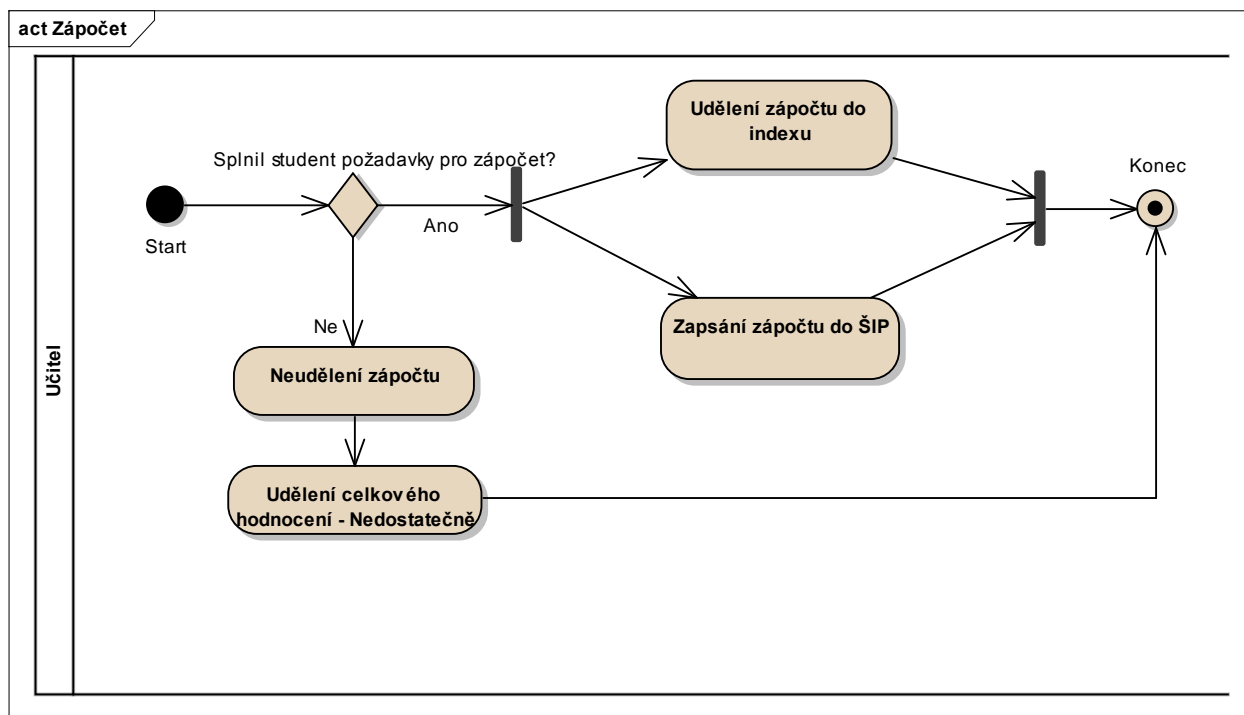 act Zápočet
Učitel
Start
Splnil student požadavky pro zápočet?
Ano
Ne
Udělení zápočtu do
indexu
Zapsání zápočtu do ŠIP
Konec
Neudělení zápočtu
Udělení celkového
hodnocení - Nedostatečně